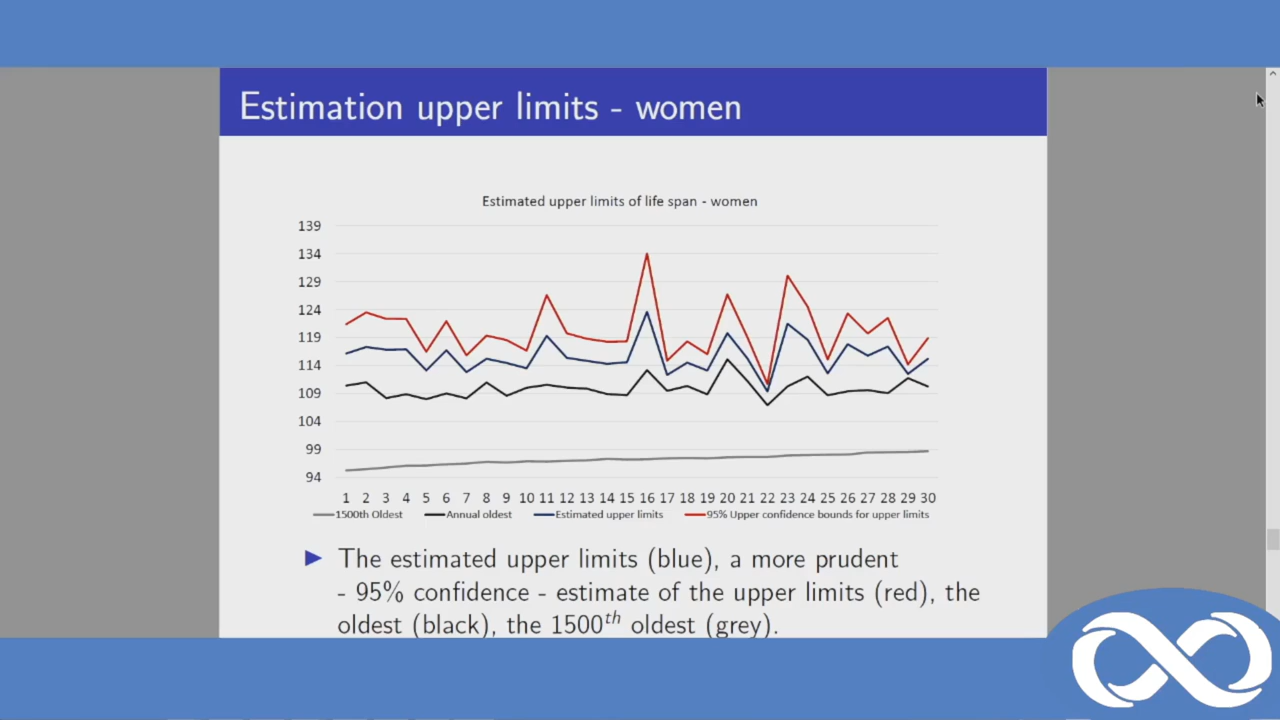 Estimation upper limits - women
Estimated upper limits of life span - women
139
134
129
124
119
114
109
104
99
94
1 2 3 4 5 6 7 8 9 10 11 12 13 14 15 16 17 18 19 20 21 22 23 24 25 26 27 28 29 30
1500th Oldest Annual oldest Estimated upper limits 95% Upper confidence bounds for upper limits
The estimated upper limits (blue), a more prudent
- 95% confidence - estimate of the upper limits (red), the
oldest (black), the 1500th oldest (grey).